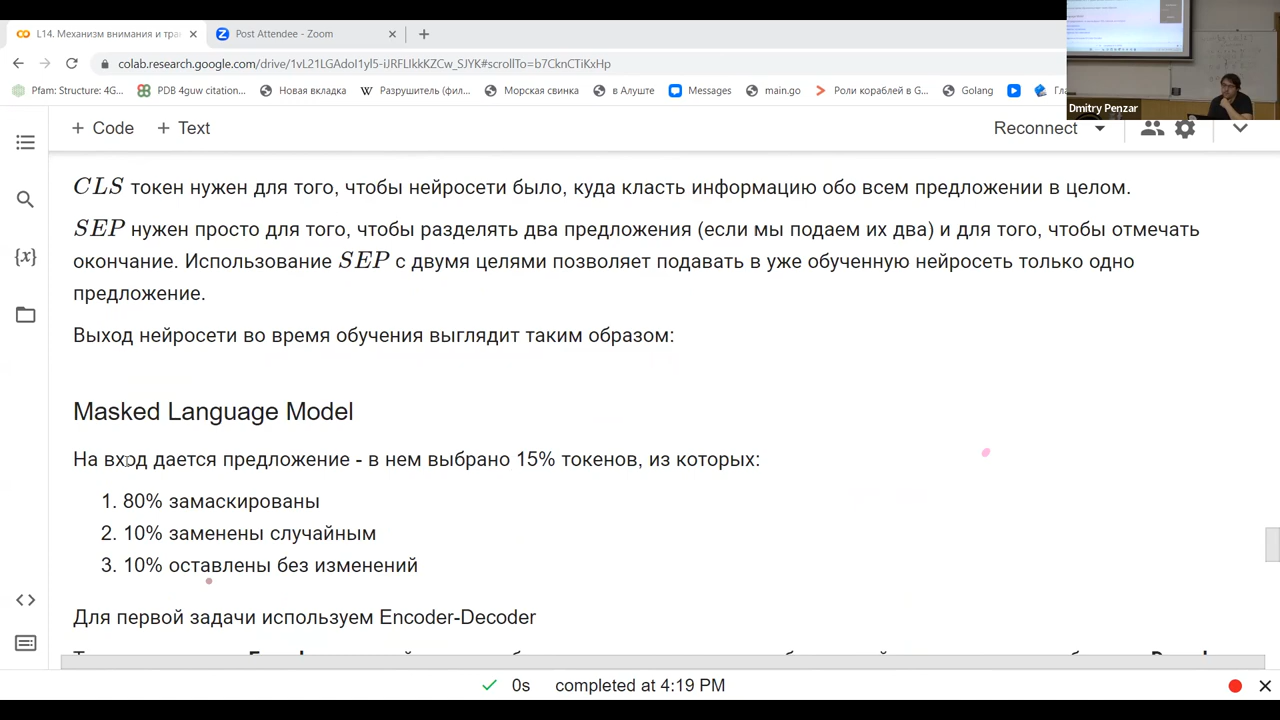 L14. Механизм внимания и тра
Post Attendee - Zoom
colab.research.google.com/drive/
Pfam: Structure: 4G...
PDB 4guw citation...
Новая вкладка
Разрушитель (фил...
Морская свинка
в Алуште
Messages
main.go
Роли кораблей в G...
Golang
Dmitry Penzar
+ Code + Text
Reconnect
CLS токен нужен для того, чтобы нейросети было, куда класть информацию обо всем предложении в целом.
SEP нужен просто для того, чтобы разделять два предложения (если мы подаем их два) и для того, чтобы отмечать
окончание. Использование SEP с двумя целями позволяет подавать в уже обученную нейросеть только одно
предложение.
Выход нейросети во время обучения выглядит таким образом:
Masked Language Model
На вход дается предложение - в нем выбрано 15% токенов, из которых:
1. 80% замаскированы
2. 10% заменены случайным
3. 10% оставлены без изменений
Для первой задачи используем Encoder-Decoder
0s completed at 4:19 PM